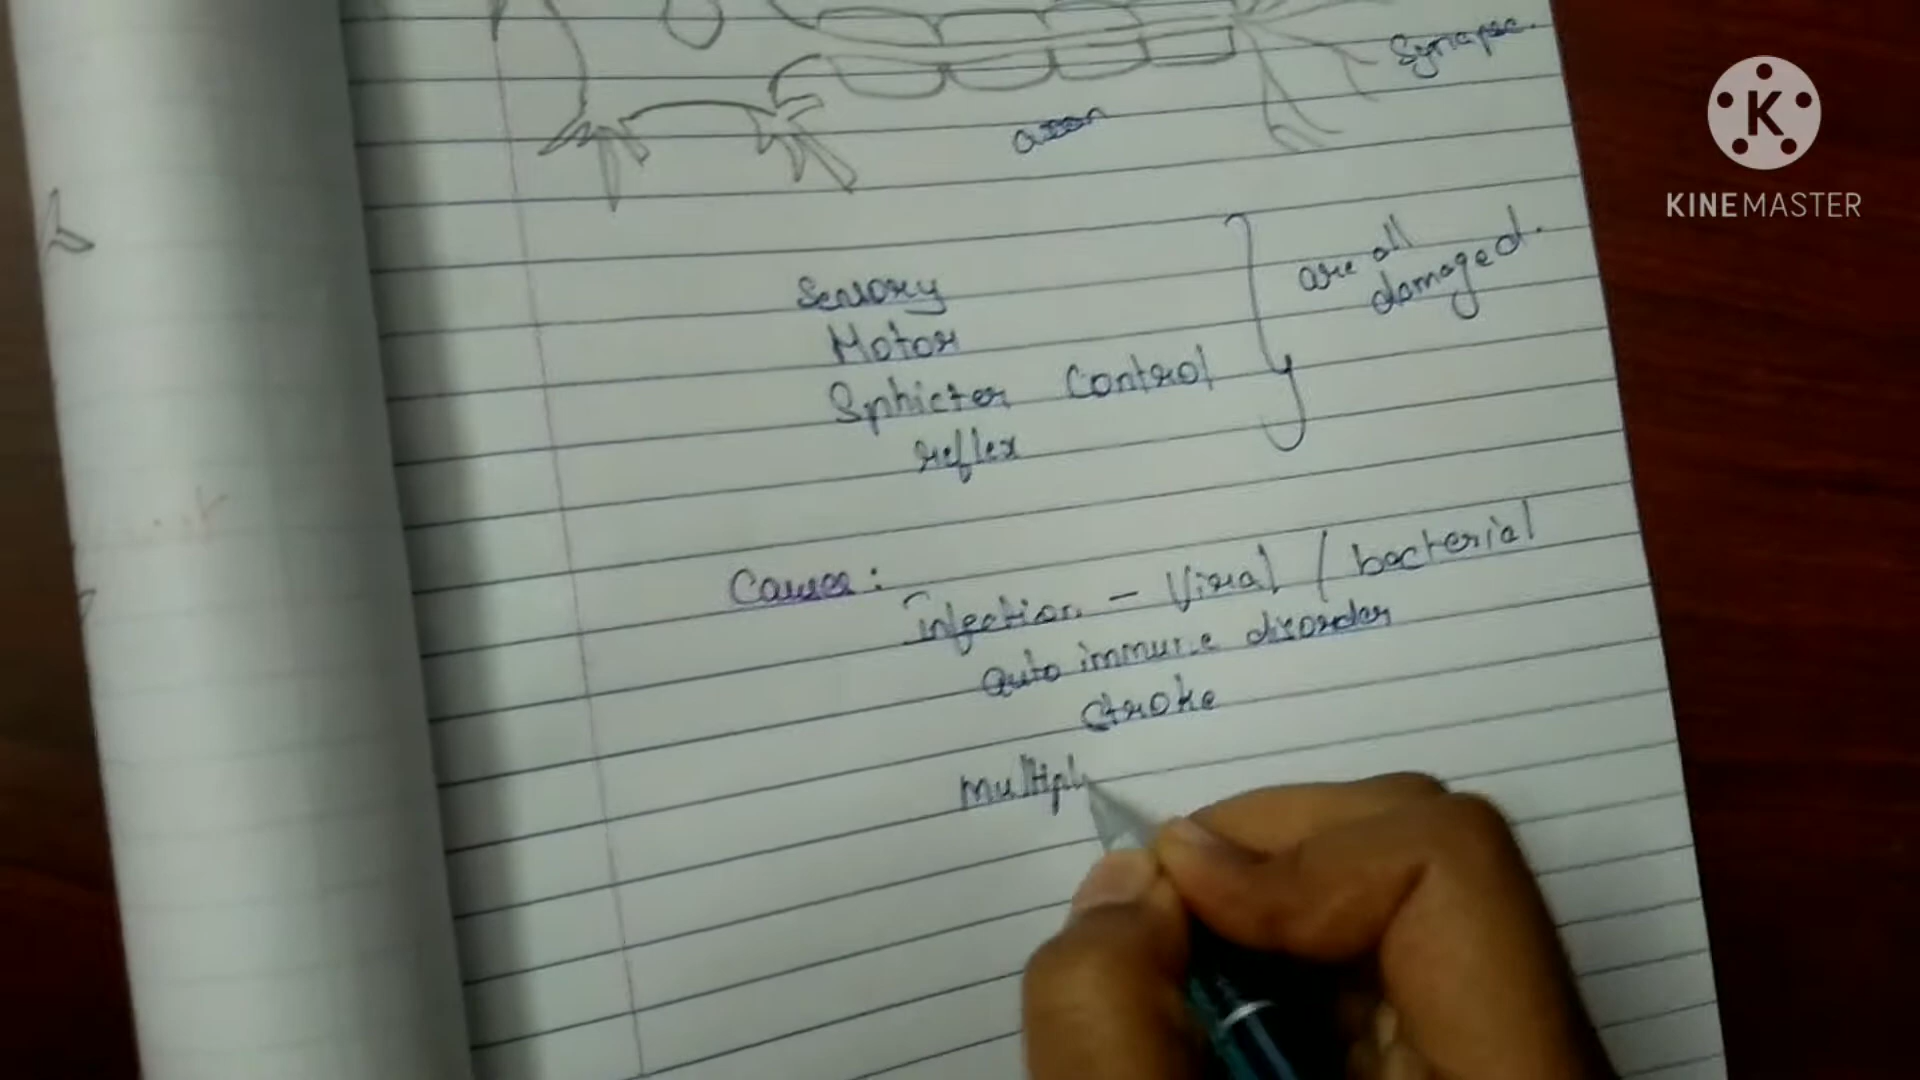 Synapse.
axon
Sensory
Motor
Sphicter Control
reflex
are all
damaged.
Causes:
infection - Viral / bacterial
auto immune disorder
Stroke
Multipl
K
KINEMASTER